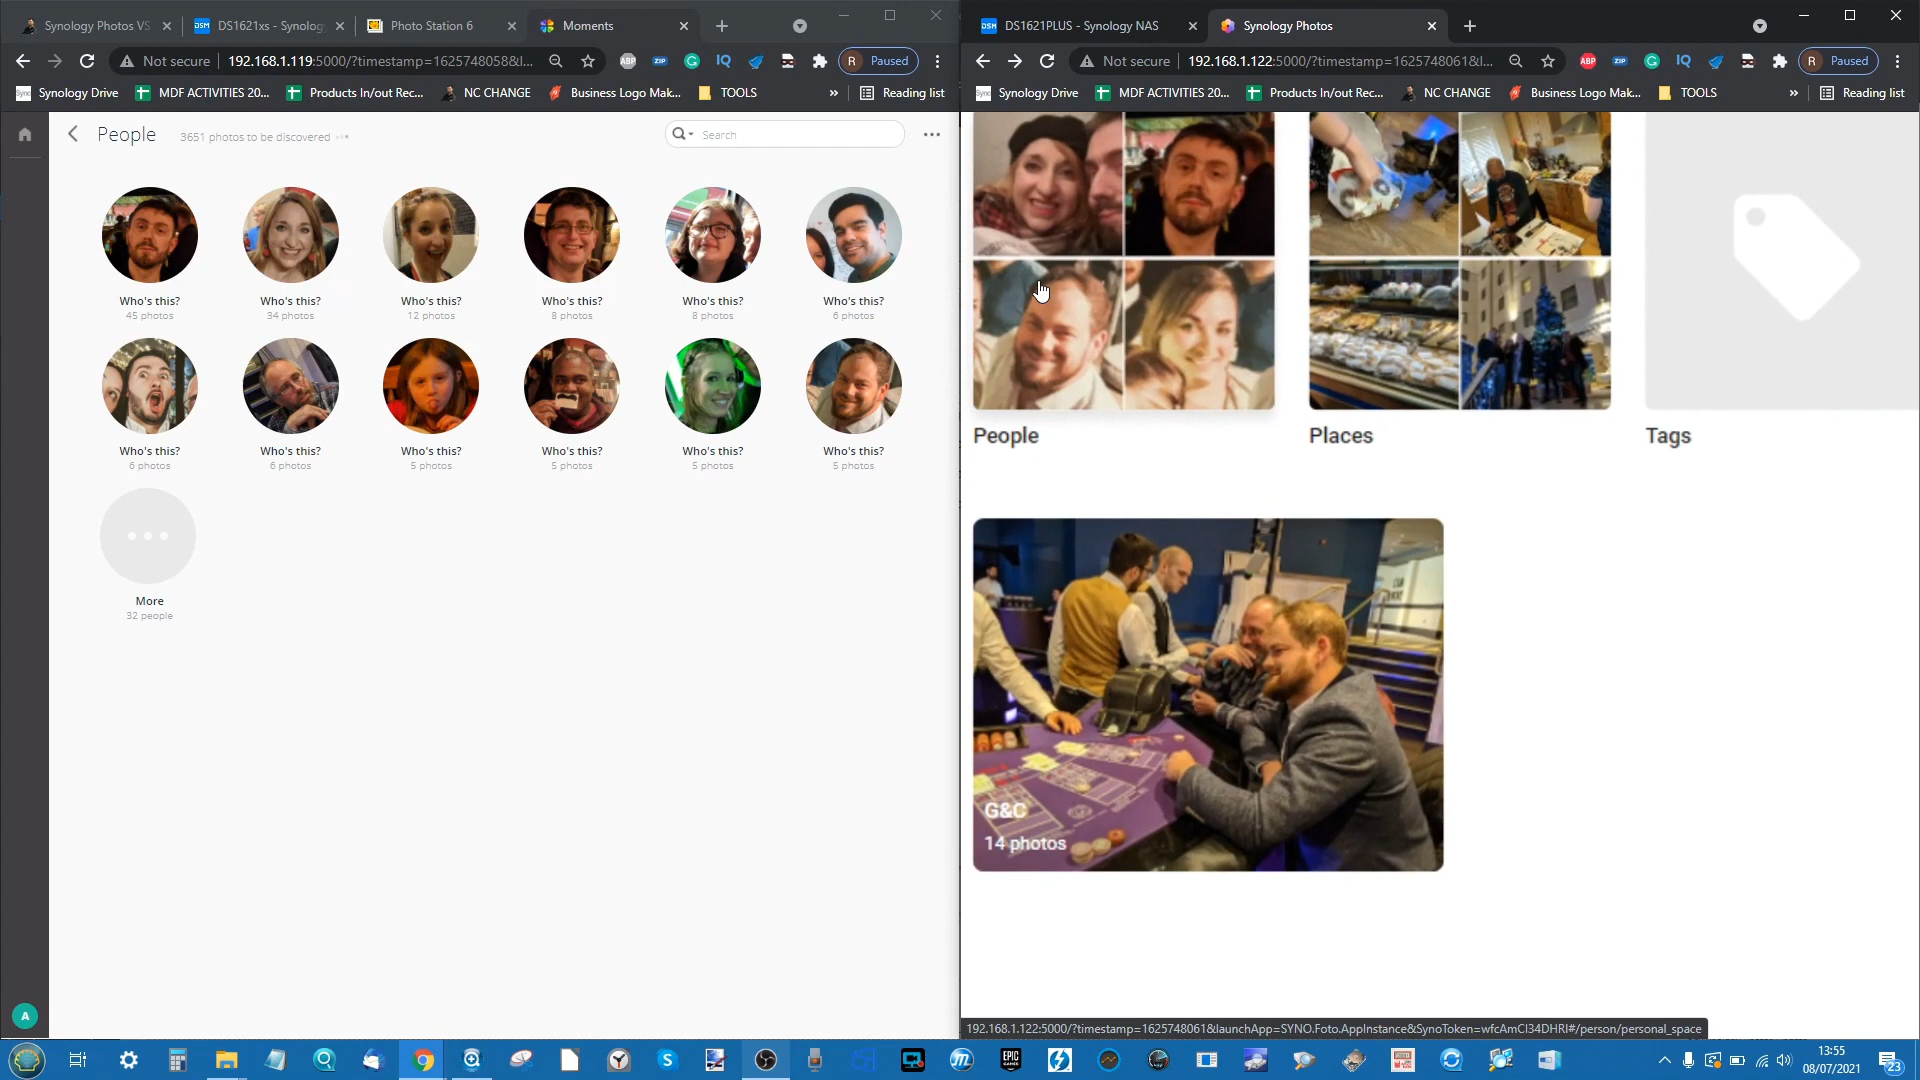 Synology Photos VS
DS1621xs - Synolog
Photo Station 6
Moments
Not secure
192.168.1.119:5000/?timestamp=1625748058&l...
Paused
Synology Drive
MDF ACTIVITIES 20...
Products In/out Rec...
NC CHANGE
Business Logo Mak...
TOOLS
»
Reading list
People
3651 photos to be discovered
Search
Who's this?
45 photos
Who's this?
34 photos
Who's this?
12 photos
Who's this?
8 photos
Who's this?
8 photos
Who's this?
6 photos
Who's this?
6 photos
Who's this?
6 photos
Who's this?
5 photos
Who's this?
5 photos
Who's this?
5 photos
Who's this?
5 photos
More
32 people
A
DS1621PLUS - Synology NAS
Synology Photos
Not secure
192.168.1.122:5000/?timestamp=1625748061&l...
ABP
ZIP
IQ
R
Paused
Synology Drive
MDF ACTIVITIES 20...
Products In/out Rec...
NC CHANGE
Business Logo Mak...
TOOLS
»
Reading list
People
Places
Tags
G&C
14 photos
192.168.1.122:5000/?timestamp=1625748061&launchApp=SYNO.Foto.AppInstance&SynoToken=wfcAmCI34DHRI#/person/personal_space
13:55
08/07/2021
23